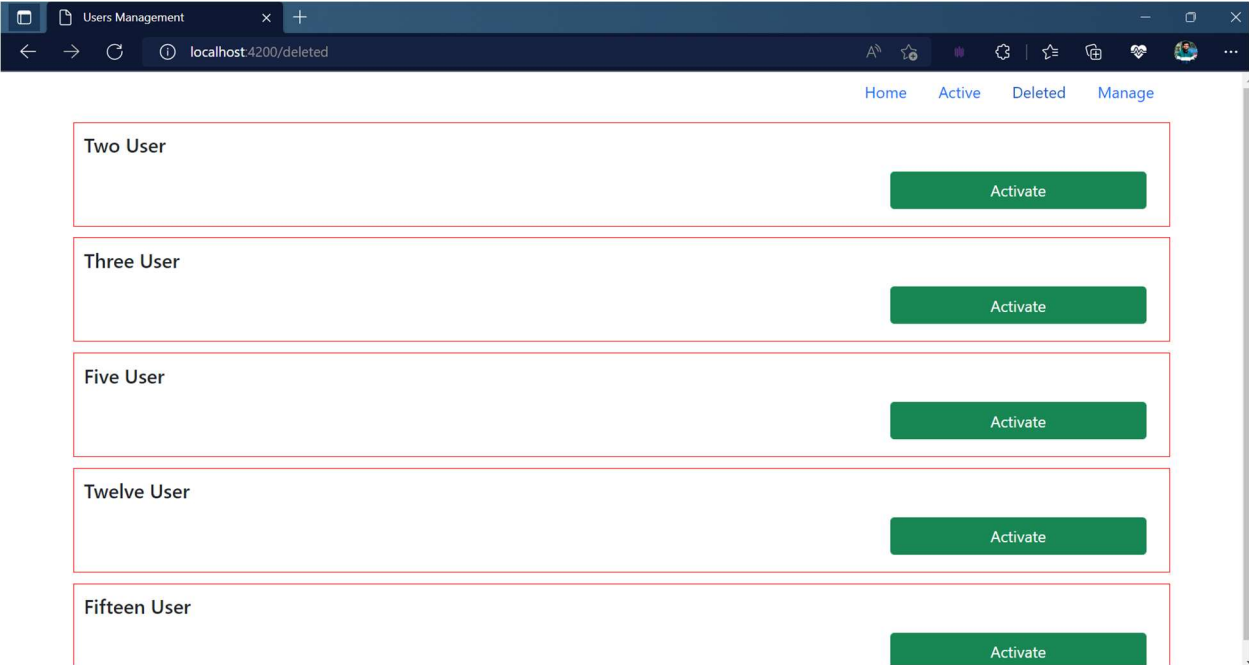 Users Management
localhost:4200/deleted
Home Active Deleted Manage
Two User
Activate
Three User
Activate
Five User
Activate
Twelve User
Activate
Fifteen User
Activate